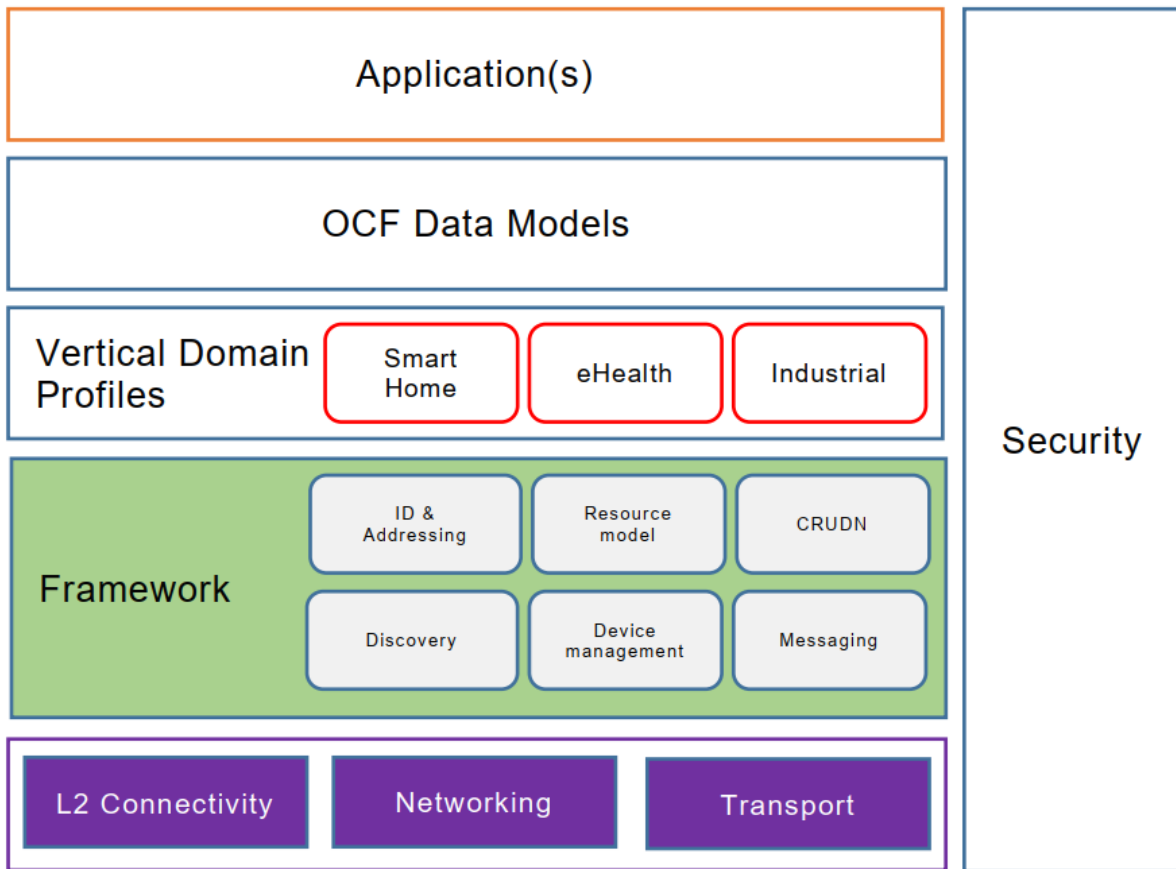 Application(s)
OCF Data Models
Vertical Domain
Profiles
Smart
Home
eHealth
Industrial
Security
Framework
ID &
Addressing
Resource
model
CRUDN
Discovery
Device
management
Messaging
L2 Connectivity
Networking
Transport